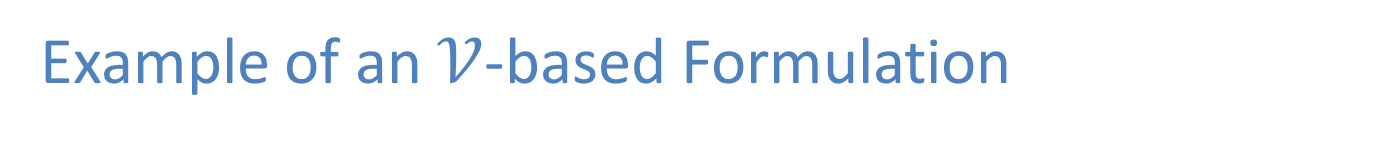 Example of an 𝒱-based Formulation